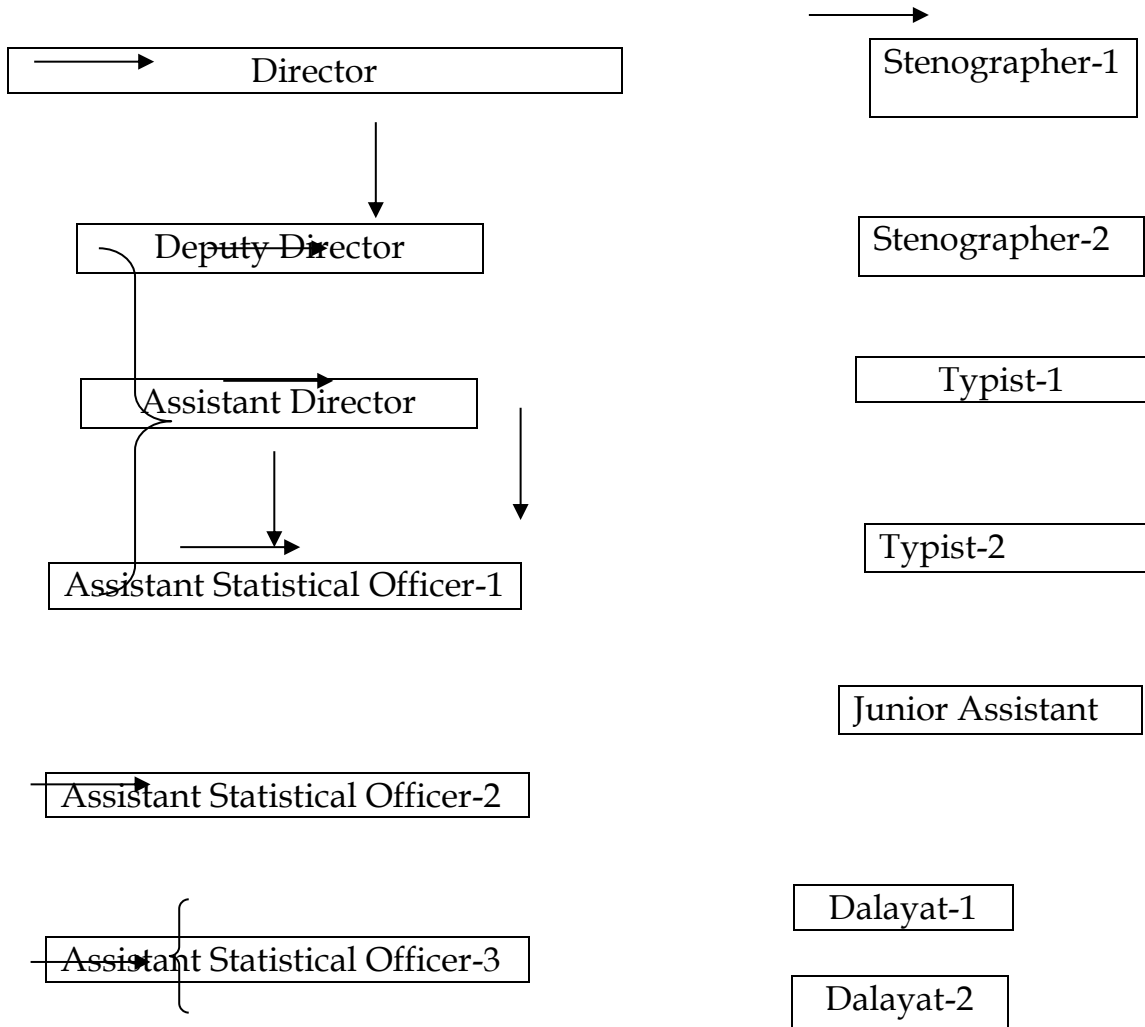 Director
Stenographer-1
Deputy Director
Stenographer-2
Assistant Director
Typist-1
Assistant Statistical Officer-1
Typist-2
Junior Assistant
Assistant Statistical Officer-2
Dalayat-1
Assistant Statistical Officer-3
Dalayat-2